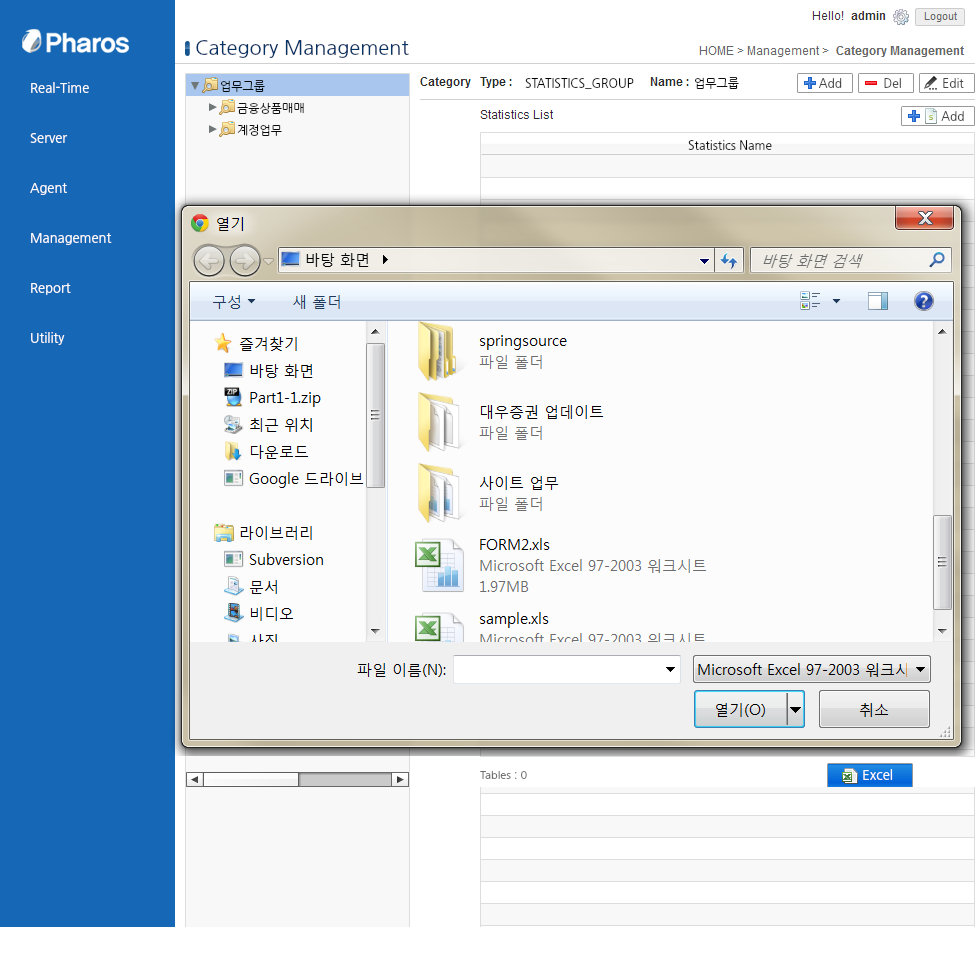 Hello! admin Logout
Pharos
Category Management
HOME > Management > Category Management
Real-Time
Server
Agent
Management
Report
Utility
업무그룹
금융상품매매
계정업무
Category Type : STATISTICS_GROUP Name : 업무그룹 Add Del Edit
Statistics List Add
Statistics Name
열기
바탕 화면 바탕 화면 검색
구성 새 폴더
즐겨찾기
바탕 화면
Part1-1.zip
최근 위치
다운로드
Google 드라이브
라이브러리
Subversion
문서
비디오
사진
springsource
파일 폴더
대우증권 업데이트
파일 폴더
사이트 업무
파일 폴더
FORM2.xls
Microsoft Excel 97-2003 워크시트
1.97MB
sample.xls
Microsoft Excel 97-2003 워크시트
파일 이름(N): Microsoft Excel 97-2003 워크시
열기(O) 취소
Tables : 0 Excel